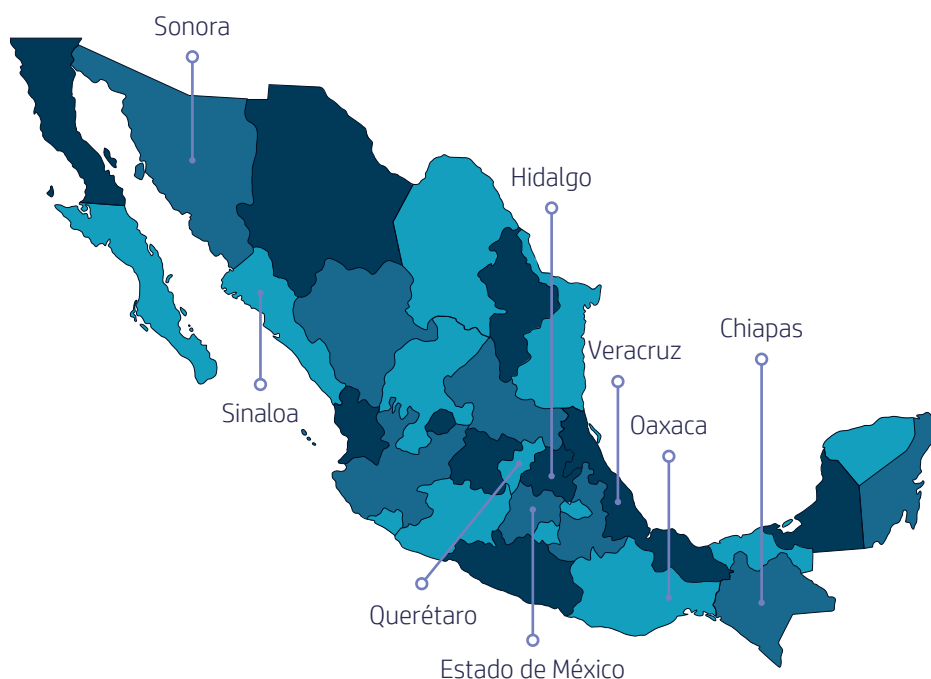 Sonora
Hidalgo
Chiapas
Veracruz
Sinaloa
Oaxaca
Querétaro
Estado de México